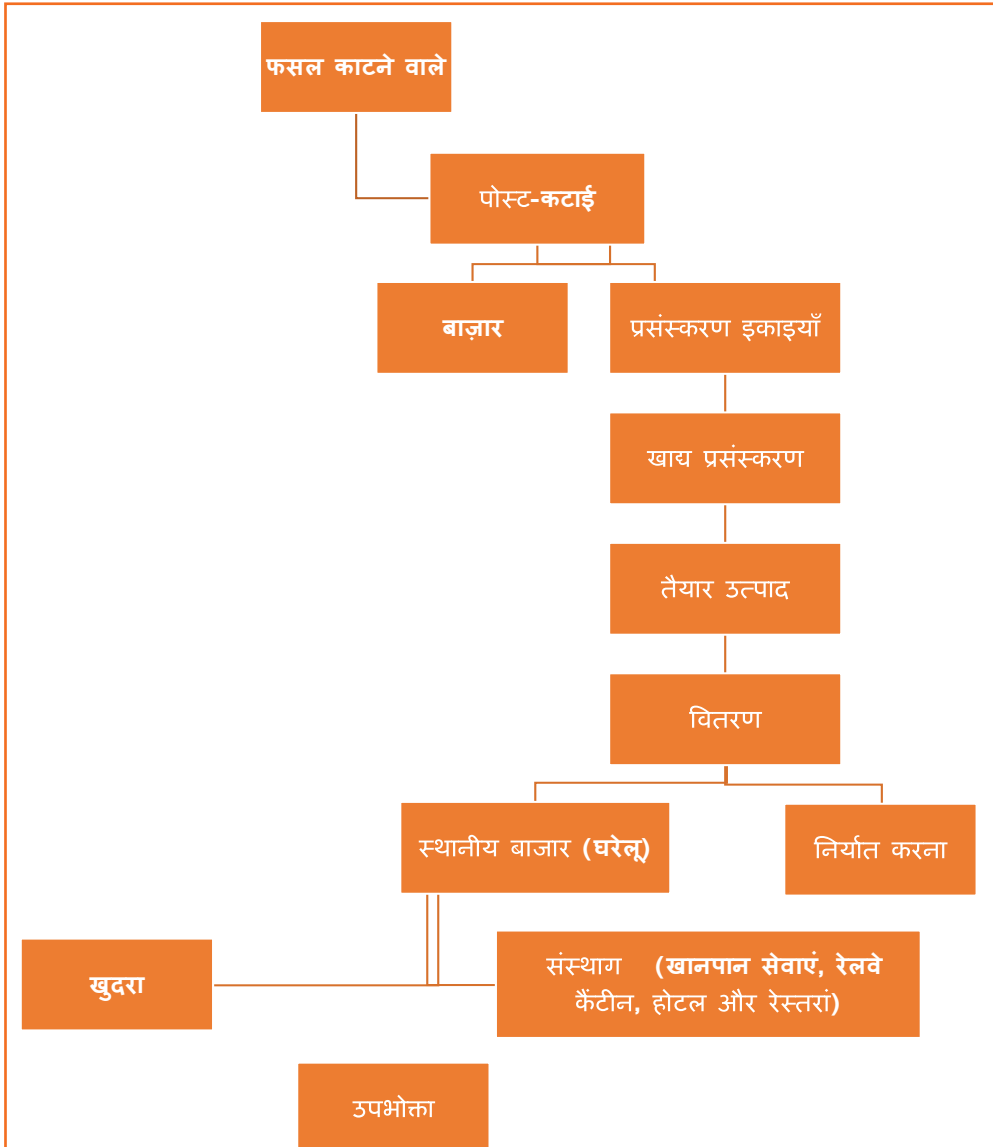 फसल काटने वाले
पोस्ट-कटाई
बाज़ार
प्रसंस्करण इकाइयाँ
खाद्य प्रसंस्करण
तैयार उत्पाद
वितरण
स्थानीय बाजार (घरेलू)
निर्यात करना
खुदरा
संस्थाग (खानपान सेवाएं, रेलवे
कैंटीन, होटल और रेस्तरां)
उपभोक्ता